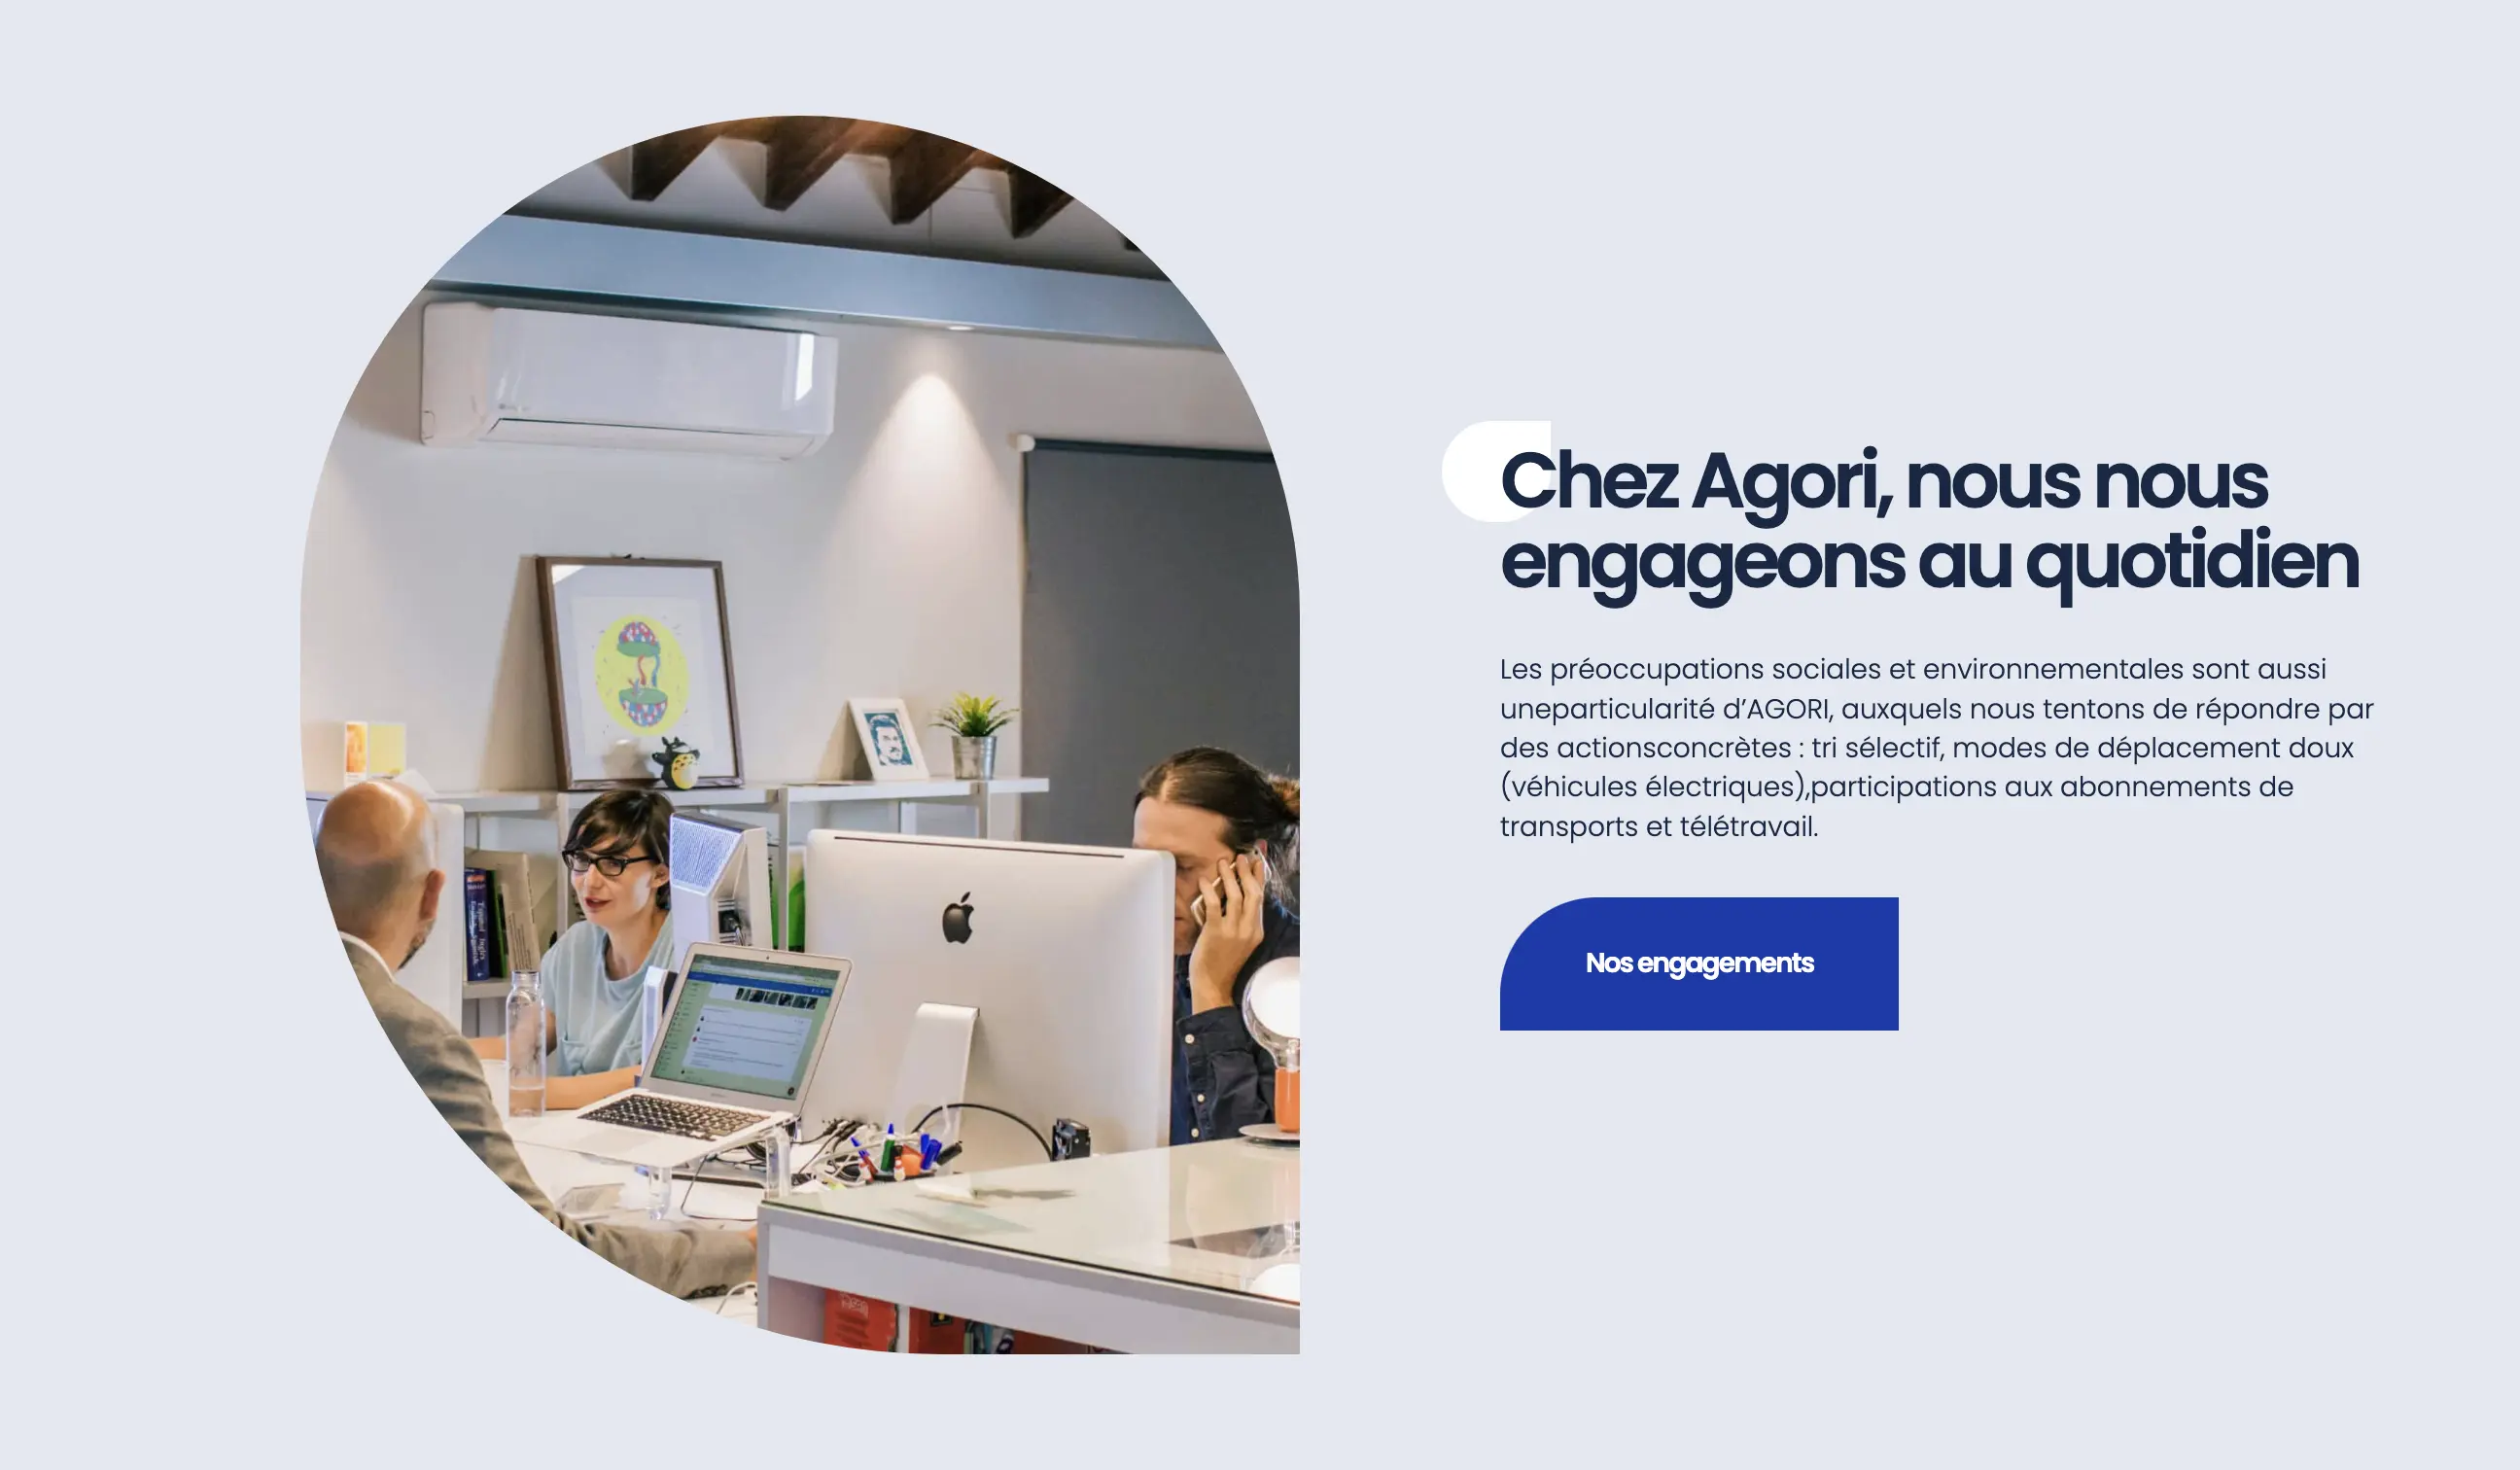 Chez Agori, nous nous
engageons au quotidien
Les préoccupations sociales et environnementales sont aussi
uneparticularité d’AGORI, auxquels nous tentons de répondre par
des actionsconcrètes : tri sélectif, modes de déplacement doux
(véhicules électriques),participations aux abonnements de
transports et télétravail.
Nos engagements